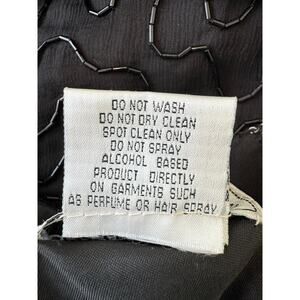 DO NOT WASH
DO NOT DRY CLEAN
SPOT CLEAN ONLY
DO NOT SPRAY
ALCOHOL BASED
PRODUCT DIRECTLY
ON GARMENTS SUCH
AS PERFUME OR HAIR SPRAY